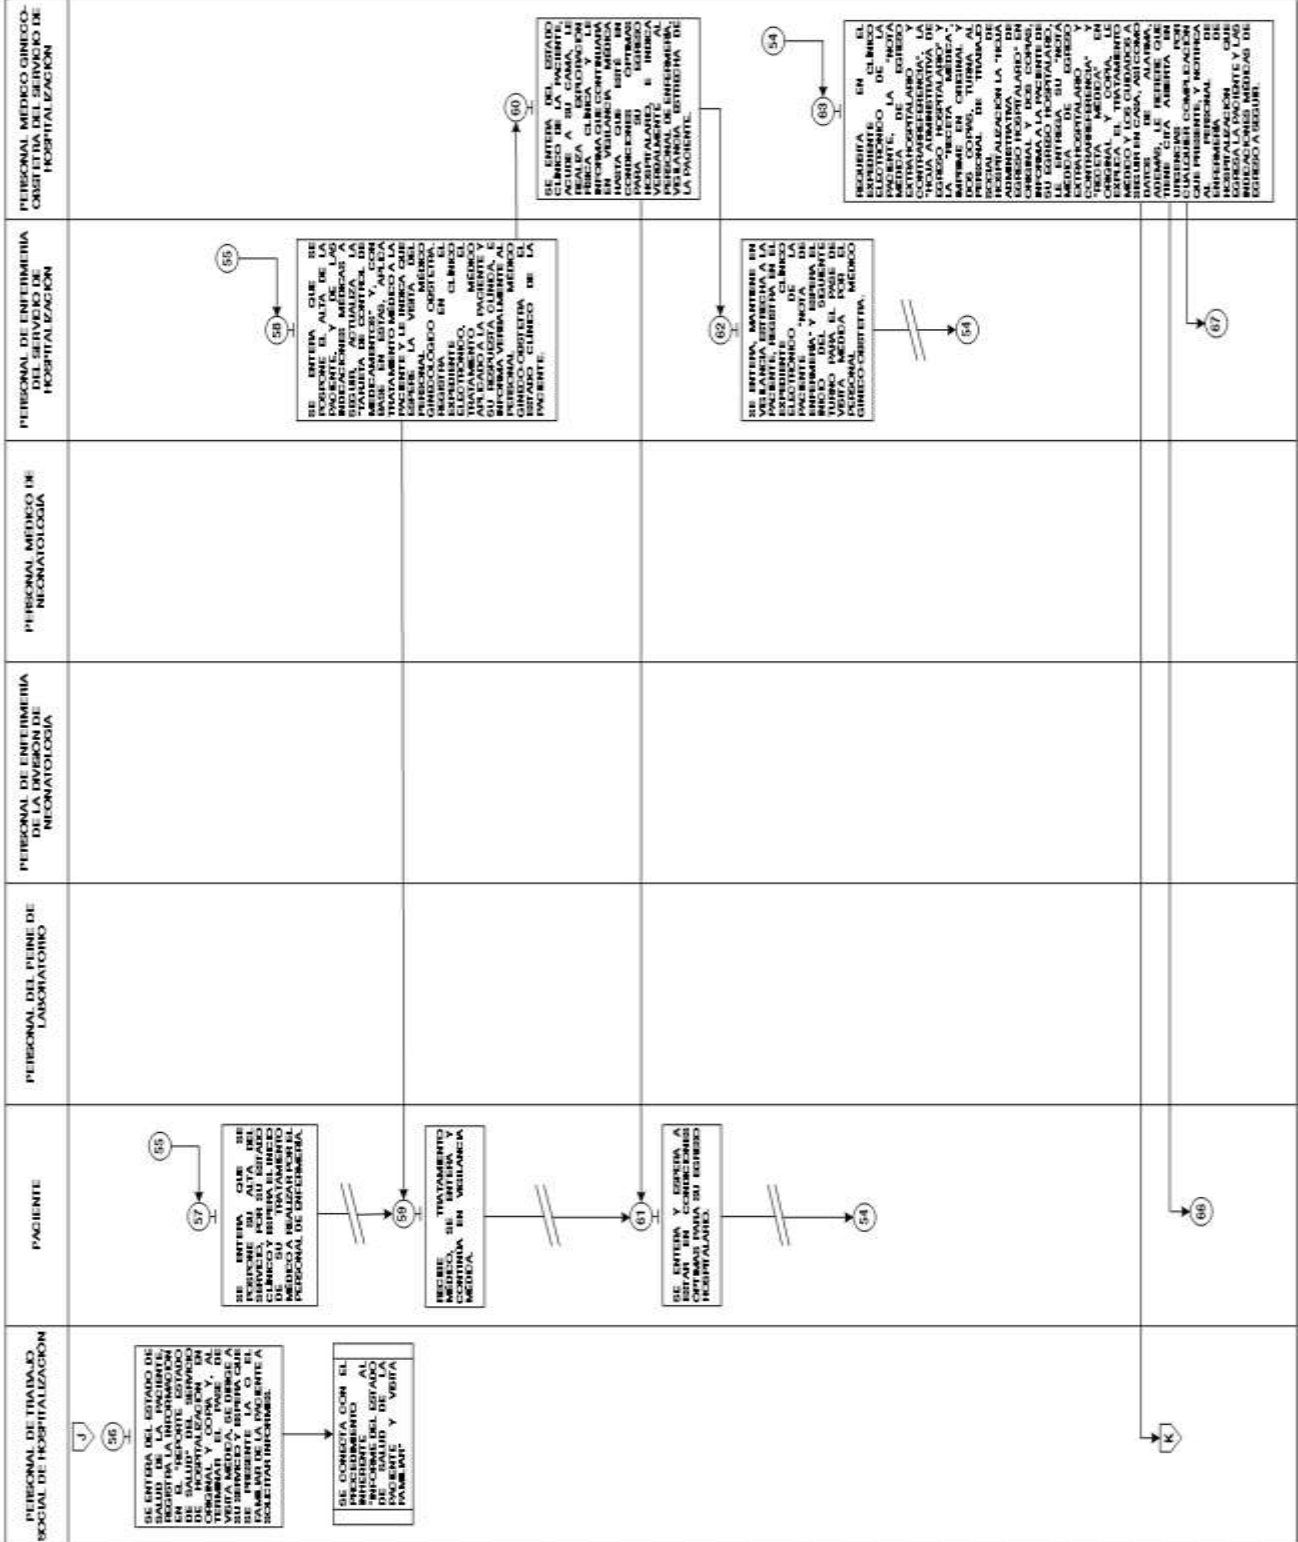 PERSONAL DE TRABAJO
SOCIAL DE HOSPITALIZACIÓN
PACIENTE
PERSONAL DEL PEINE DE
LABORATORIO
PERSONAL DE ENFERMERÍA
DE LA DIVISIÓN DE
NEONATOLOGÍA
PERSONAL MÉDICO DE
NEONATOLOGÍA
PERSONAL DE ENFERMERÍA
DEL SERVICIO DE
HOSPITALIZACIÓN
PERSONAL MÉDICO GINECO-
OBSTETRA DEL SERVICIO DE
HOSPITALIZACIÓN
J
56
SE ENTERA DEL ESTADO DE
SALUD DE LA PACIENTE,
REGISTRA LA INFORMACIÓN
EN EL "REPORTE ESTADO
DE SALUD" DEL SERVICIO
DE HOSPITALIZACIÓN EN
ORIGINAL Y COPIA Y, AL
TERMINAR EL PASE DE
VISITA MÉDICA, SE DIRIGE A
SU SERVICIO Y ESPERA QUE
SE PRESENTE LA O EL
FAMILIAR DE LA PACIENTE A
SOLICITAR INFORMES.
SE CONECTA CON EL
PROCEDIMIENTO
INHERENTE AL
"INFORME DEL ESTADO
DE SALUD DE LA
PACIENTE Y VISITA
FAMILIAR"
55
57
SE ENTERA QUE SE
POSPONE SU ALTA DEL
SERVICIO, POR SU ESTADO
CLÍNICO Y ESPERA EL INICIO
DE SU TRATAMIENTO
MÉDICO A REALIZAR POR EL
PERSONAL DE ENFERMERÍA.
55
58
SE ENTERA QUE SE
POSPONE EL ALTA DE LA
PACIENTE, Y DE LAS
INDICACIONES MÉDICAS A
SEGUIR, ACTUALIZA LA
"TARJETA DE CONTROL DE
MEDICAMENTOS" Y, CON
BASE EN ESTAS, APLICA
TRATAMIENTO MÉDICO A LA
PACIENTE Y LE INDICA QUE
ESPERE LA VISITA DEL
PERSONAL MÉDICO
GINECOLÓGICO OBSTETRA.
REGISTRA EN EL
EXPEDIENTE CLÍNICO
ELECTRÓNICO, EL
TRATAMIENTO MÉDICO
APLICADO A LA PACIENTE Y
SU RESPUESTA CLÍNICA, E
INFORMA VERBALMENTE AL
PERSONAL MÉDICO
GINECO-OBSTETRA EL
ESTADO CLÍNICO DE LA
PACIENTE.
59
RECIBE TRATAMIENTO
MÉDICO, SE ENTERA Y
CONTINÚA EN VIGILANCIA
MÉDICA.
60
SE ENTERA DEL ESTADO
CLÍNICO DE LA PACIENTE,
ACUDE A SU CAMA, LE
REALIZA EXPLORACIÓN
FÍSICA CLÍNICA Y LE
INFORMA QUE CONTINUARÁ
EN VIGILANCIA MÉDICA
HASTA QUE ESTÉ EN
CONDICIONES ÓPTIMAS
PARA SU EGRESO
HOSPITALARIO E INDICA
VERBALMENTE AL
PERSONAL DE ENFERMERÍA,
VIGILANCIA ESTRECHA DE
LA PACIENTE.
61
SE ENTERA Y ESPERA A
ESTAR EN CONDICIONES
ÓPTIMAS PARA SU EGRESO
HOSPITALARIO.
54
62
SE ENTERA, MANTIENE EN
VIGILANCIA ESTRECHA A LA
PACIENTE, REGISTRA EN EL
EXPEDIENTE CLÍNICO
ELECTRÓNICO DE LA
PACIENTE "NOTA DE
ENFERMERÍA" Y ESPERA EL
INICIO DEL SIGUIENTE
TURNO PARA EL PASE DE
VISITA MÉDICA POR EL
PERSONAL MÉDICO
GINECO-OBSTETRA.
54
54
63
REQUISITA EN EL
EXPEDIENTE CLÍNICO
ELECTRÓNICO DE LA
PACIENTE, LA "NOTA
MÉDICA DE EGRESO
EXTRAHOSPITALARIO Y
CONTRARREFERENCIA", LA
"HOJA ADMINISTRATIVA DE
EGRESO HOSPITALARIO" Y
LA "RECETA MÉDICA",
IMPRIME EN ORIGINAL Y
DOS COPIAS, TURNA AL
PERSONAL DE TRABAJO
SOCIAL DE
HOSPITALIZACIÓN LA "HOJA
ADMINISTRATIVA DE
EGRESO HOSPITALARIO" EN
ORIGINAL Y DOS COPIAS,
INFORMA A LA PACIENTE DE
SU EGRESO HOSPITALARIO,
LE ENTREGA SU "NOTA
MÉDICA DE EGRESO
EXTRAHOSPITALARIO Y
CONTRARREFERENCIA" Y
"RECETA MÉDICA" EN
ORIGINAL Y COPIA, LE
EXPLICA EL TRATAMIENTO
MÉDICO Y LOS CUIDADOS A
SEGUIR EN CASA, ASÍ COMO
DATOS DE ALARMA,
ADEMÁS, LE REFIERE QUE
TIENE CITA ABIERTA EN
URGENCIAS POR
CUALQUIER COMPLICACIÓN
QUE PRESENTE, Y NOTIFICA
AL PERSONAL DE
ENFERMERÍA DE
HOSPITALIZACIÓN QUE
EGRESA LA PACIENTE Y LAS
INDICACIONES MÉDICAS DE
EGRESO A SEGUIR.
K
66
67